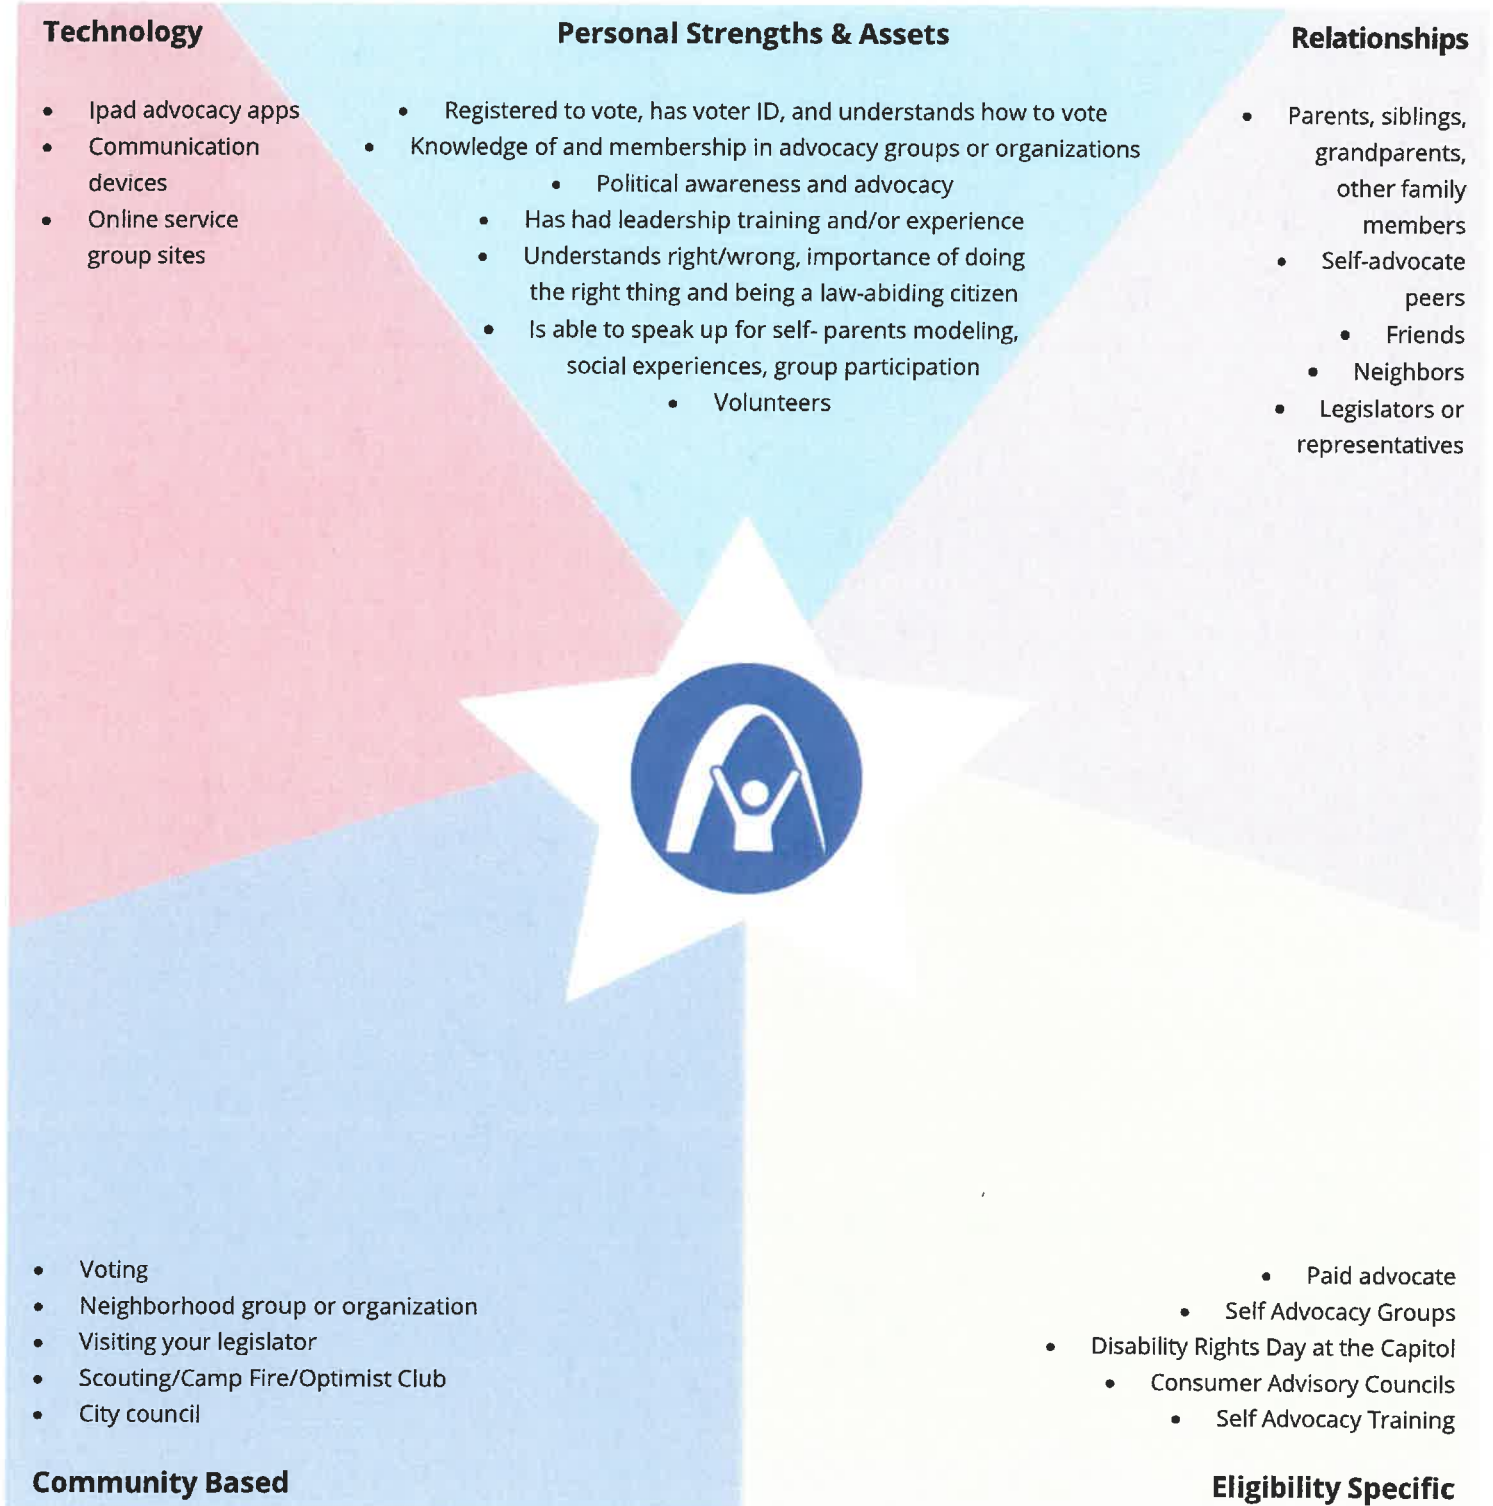 Technology
• Ipad advocacy apps
• Communication
devices
• Online service
group sites
Personal Strengths & Assets
• Registered to vote, has voter ID, and understands how to vote
• Knowledge of and membership in advocacy groups or organizations
• Political awareness and advocacy
• Has had leadership training and/or experience
• Understands right/wrong, importance of doing
the right thing and being a law-abiding citizen
• Is able to speak up for self- parents modeling,
social experiences, group participation
• Volunteers
Relationships
• Parents, siblings,
grandparents,
other family
members
• Self-advocate
peers
• Friends
• Neighbors
• Legislators or
representatives
• Voting
• Neighborhood group or organization
• Visiting your legislator
• Scouting/Camp Fire/Optimist Club
• City council
Community Based
• Paid advocate
• Self Advocacy Groups
• Disability Rights Day at the Capitol
• Consumer Advisory Councils
• Self Advocacy Training
Eligibility Specific